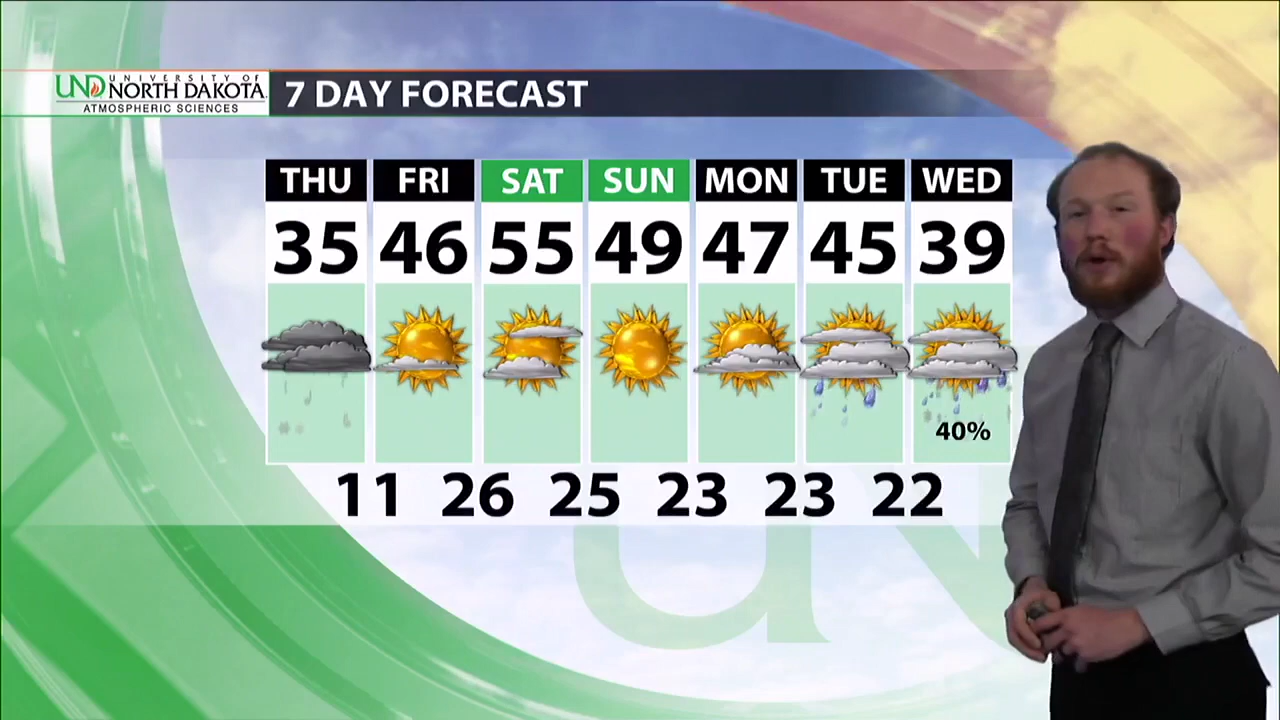 UND UNIVERSITY OF
NORTH DAKOTA
ATMOSPHERIC SCIENCES
7 DAY FORECAST
THU FRI SAT SUN MON TUE WED
35 46 55 49 47 45 39
40%
11 26 25 23 23 22
U